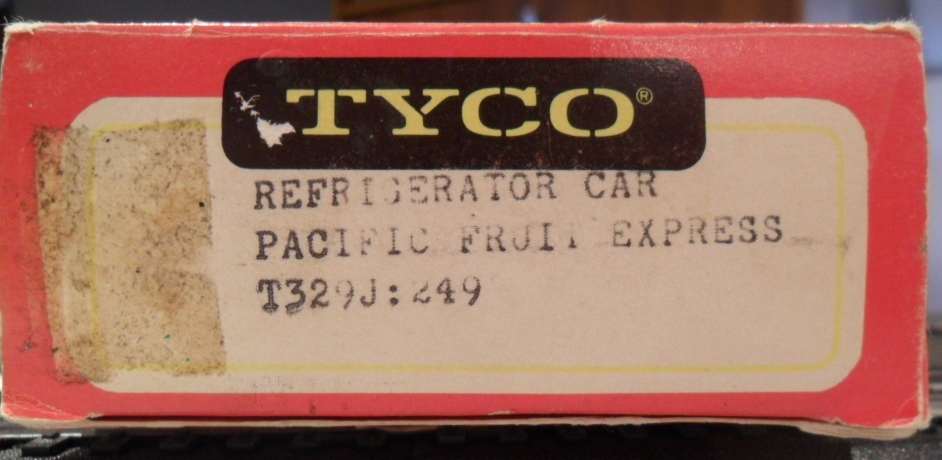 TYCO®
REFRIGERATOR CAR
PACIFIC FRUIT EXPRESS
T329J:249